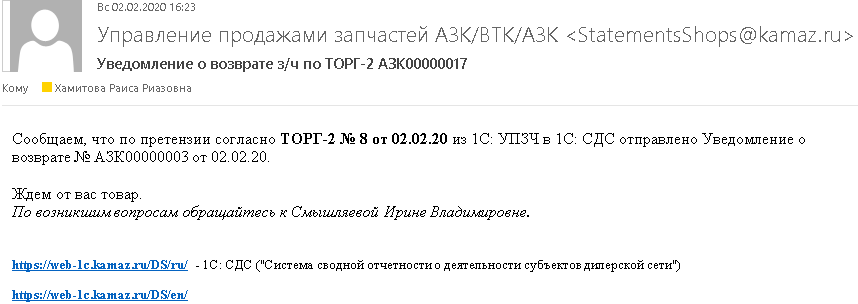 Вс 02.02.2020 16:23
Управление продажами запчастей АЗК/ВТК/АЗК <StatementsShops@kamaz.ru>
Уведомление о возврате з/ч по ТОРГ-2 АЗК00000017
Кому Хамитова Раиса Риазовна
Сообщаем, что по претензии согласно ТОРГ-2 № 8 от 02.02.20 из 1С: УПЗЧ в 1С: СДС отправлено Уведомление о
возврате № АЗК00000003 от 02.02.20.
Ждем от вас товар.
По возникшим вопросам обращайтесь к Смышляевой Ирине Владимировне.
https://web-1c.kamaz.ru/DS/ru/ - 1С: СДС ("Система сводной отчетности о деятельности субъектов дилерской сети")
https://web-1c.kamaz.ru/DS/en/